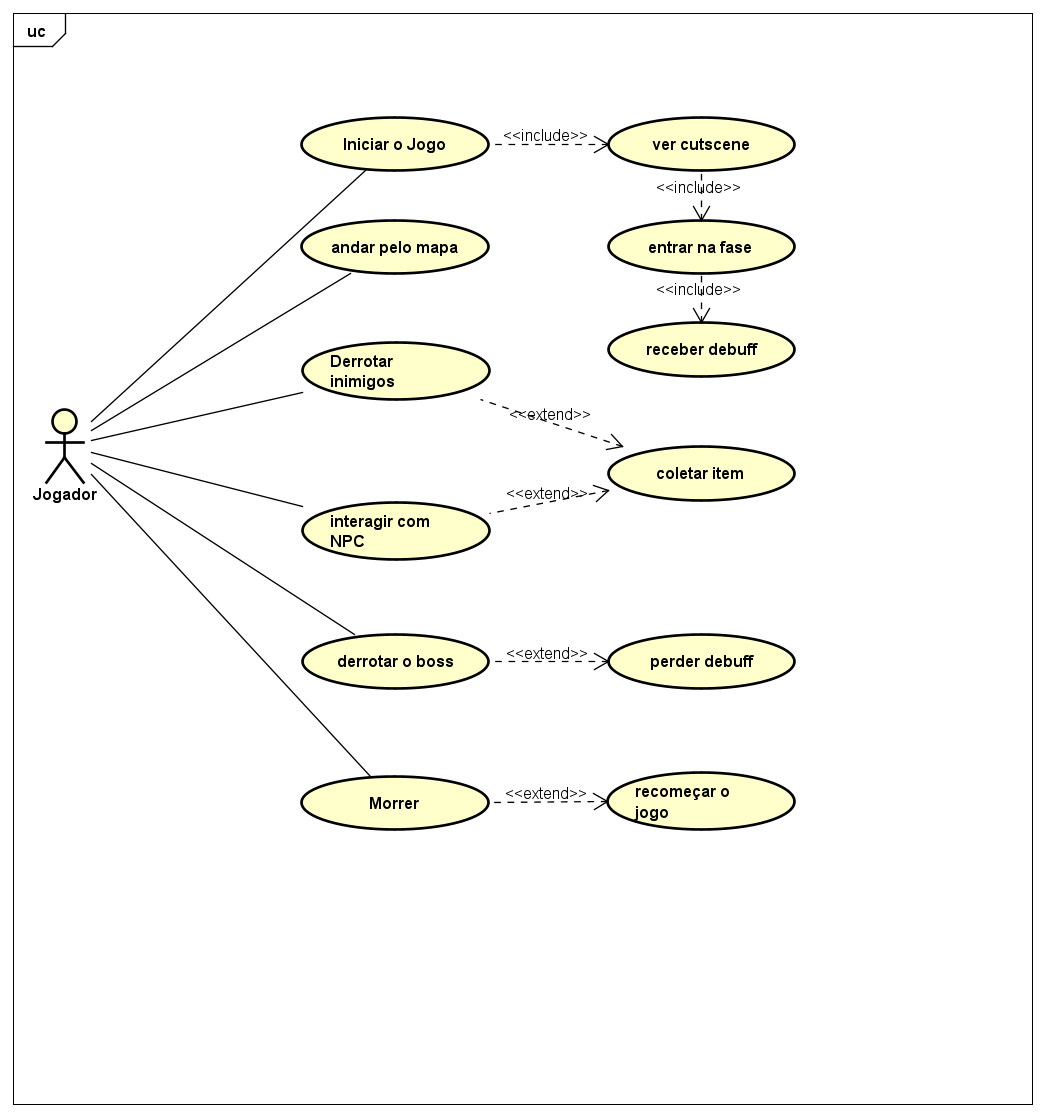 uc
Iniciar o Jogo
<<include>>
ver cutscene
<<include>>
andar pelo mapa
entrar na fase
<<include>>
receber debuff
Derrotar
inimigos
<<extend>>
coletar item
Jogador
<<extend>>
interagir com
NPC
derrotar o boss
<<extend>>
perder debuff
Morrer
<<extend>>
recomeçar o
jogo